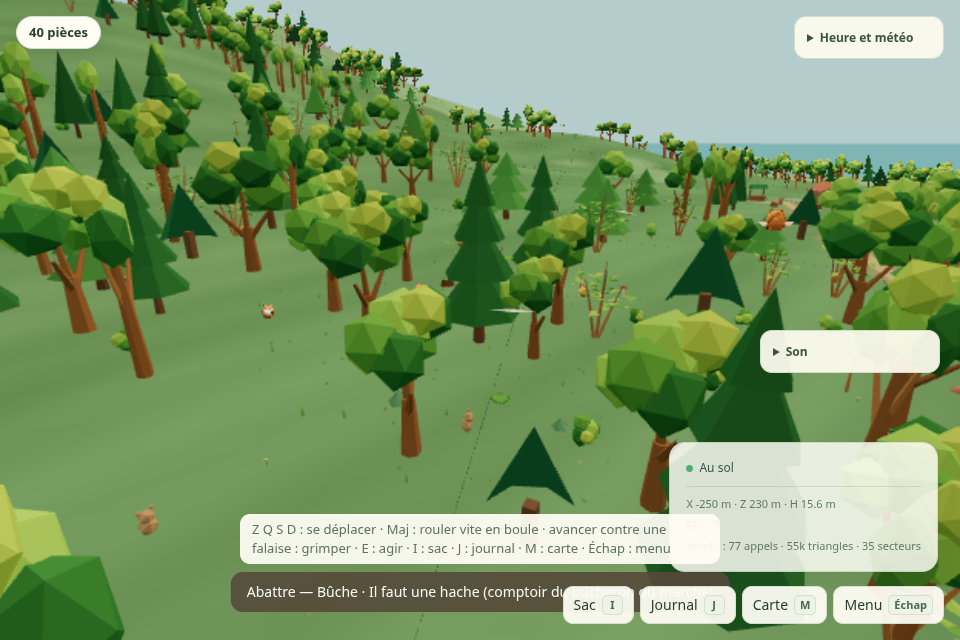 40 pièces
Heure et météo
Son
Au sol
X -250 m · Z 230 m · H 15.6 m
Z Q S D : se déplacer · Maj : rouler vite en boule · avancer contre une
falaise : grimper · E : agir · I : sac · J : journal · M : carte · Échap : menu
: 77 appels · 55k triangles · 35 secteurs
Abattre — Bûche · Il faut une hache (comptoir du
Sac I
Journal J
Carte M
Menu Échap